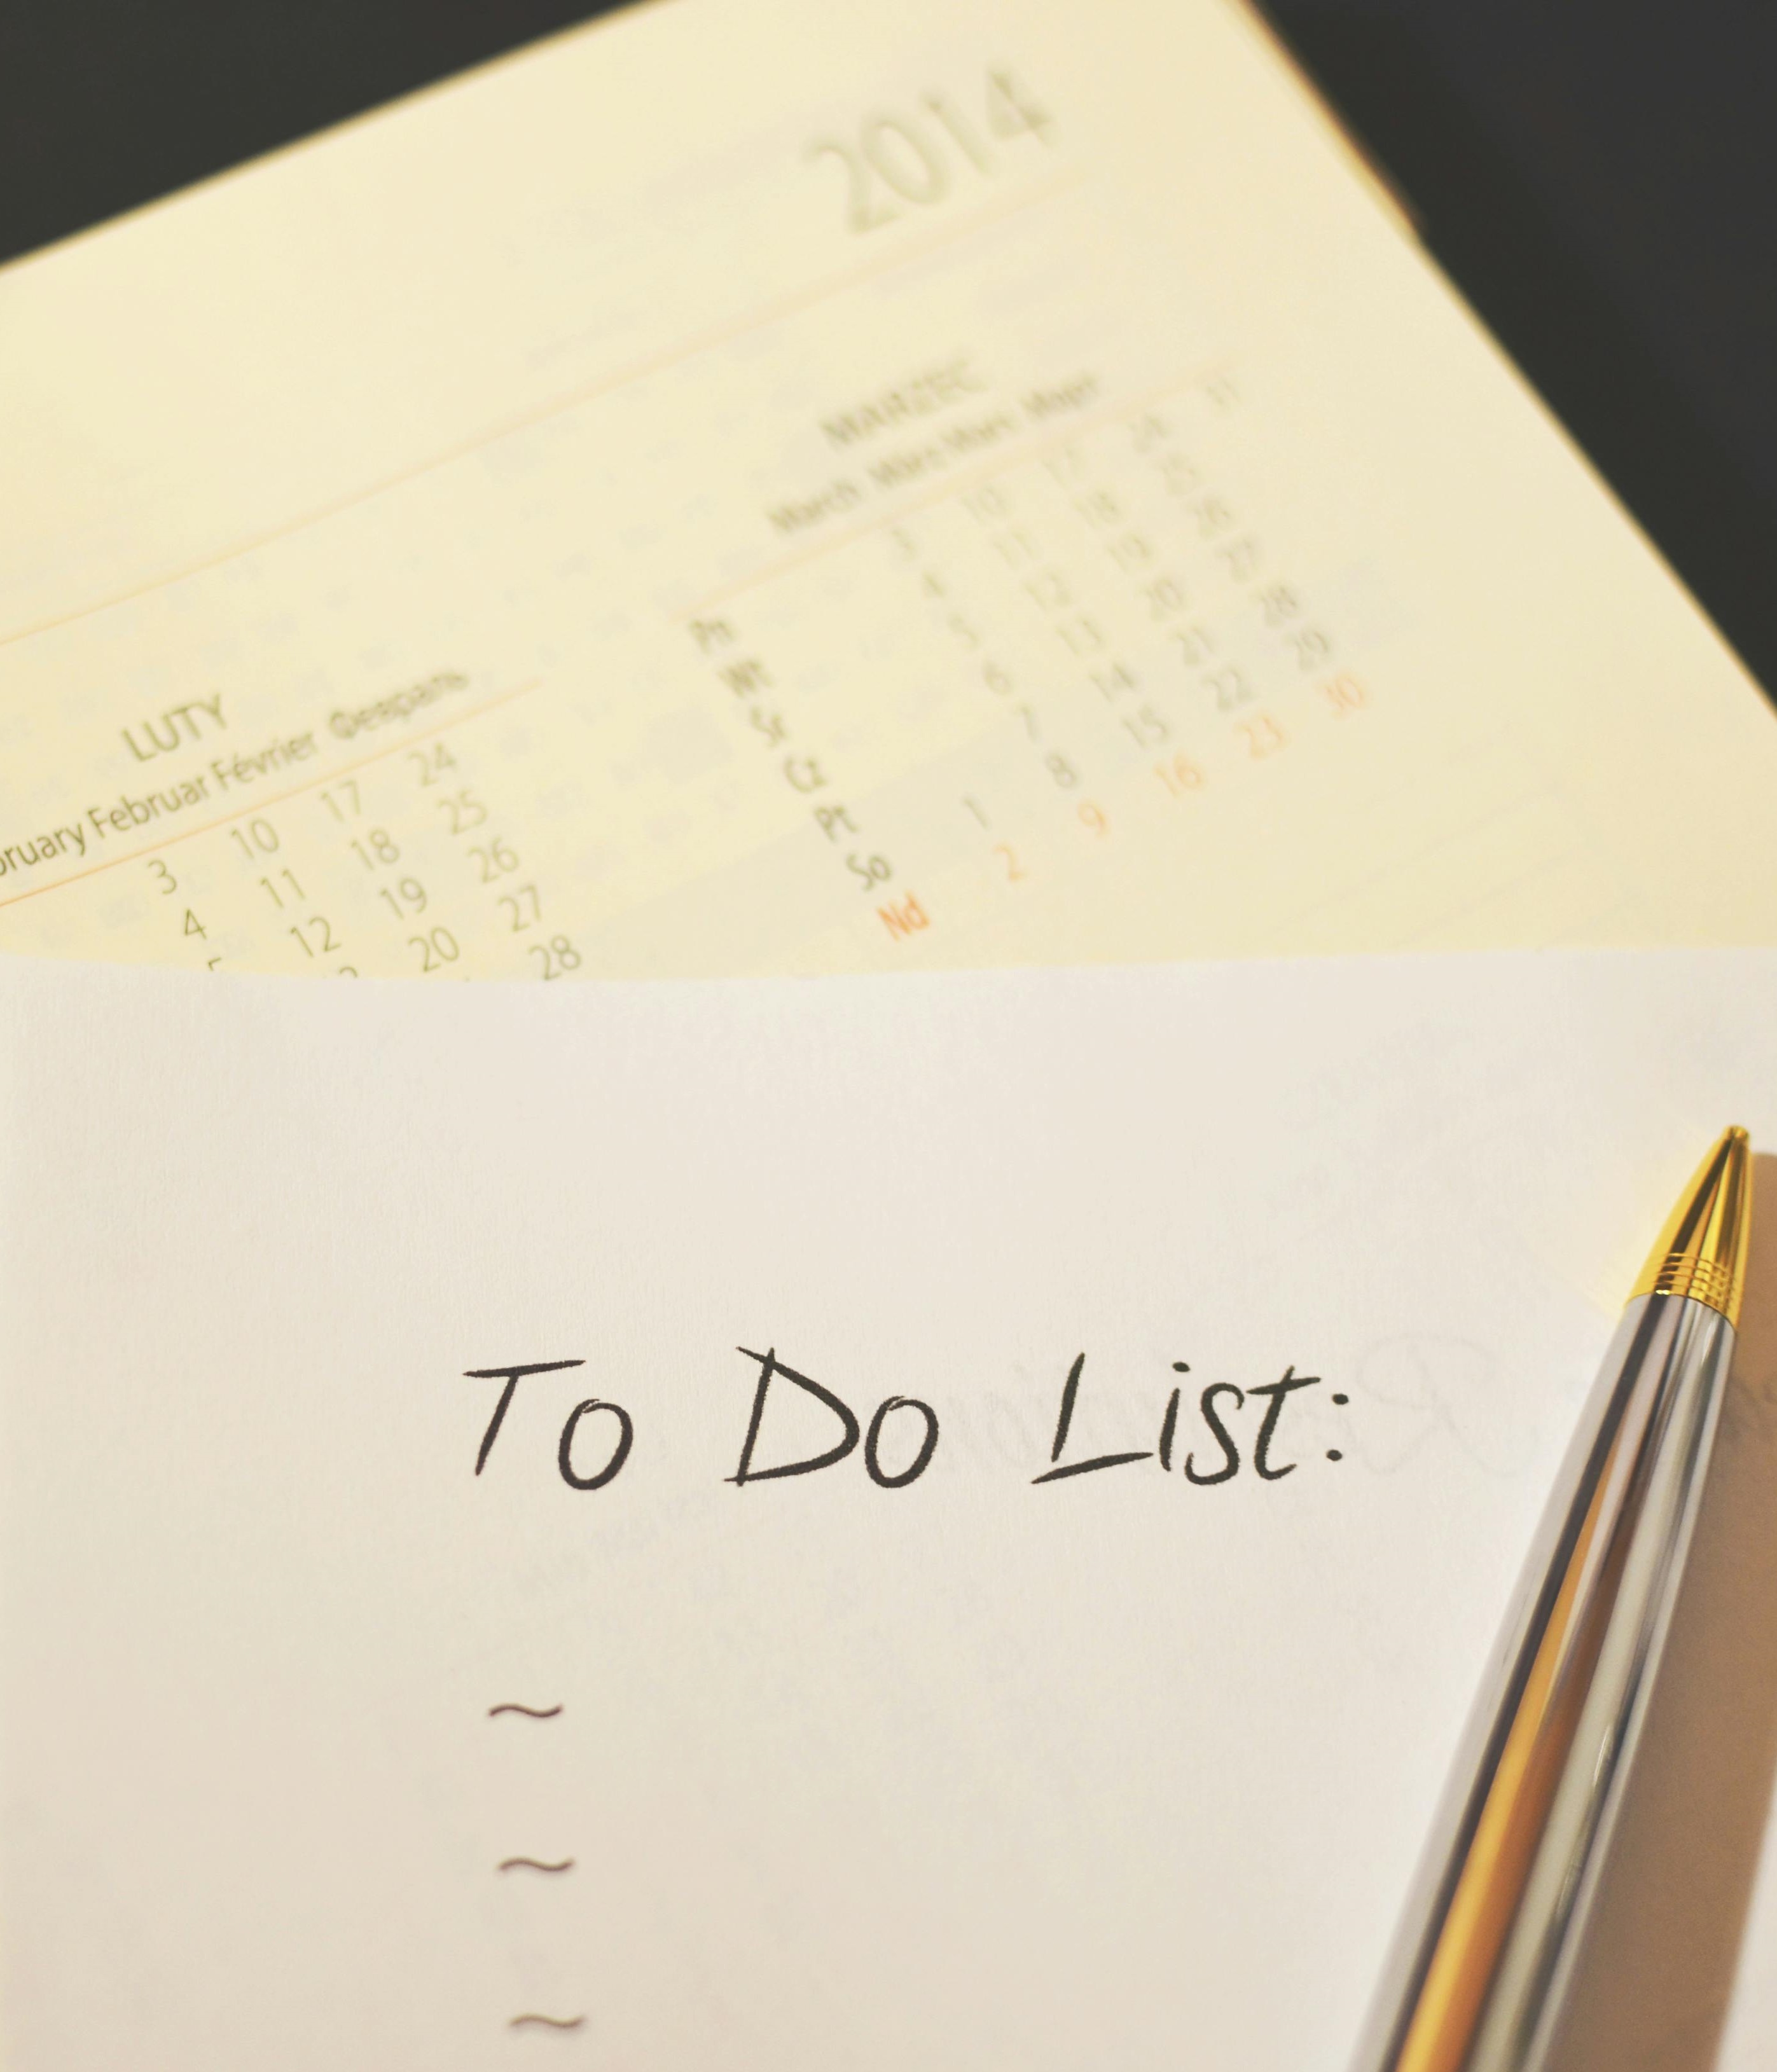 2014
MARZEC
March März Mars Март
3 10 17 24 31
4 11 18 25
5 12 19 26
6 13 20 27
7 14 21 28
1 8 15 22 29
2 9 16 23 30
Pn
Wt
Śr
Cz
Pt
So
Nd
LUTY
bruary Februar Février Февраль
3 10 17 24
4 11 18 25
12 19 26
20 27
28
To Do List:
~
~
~